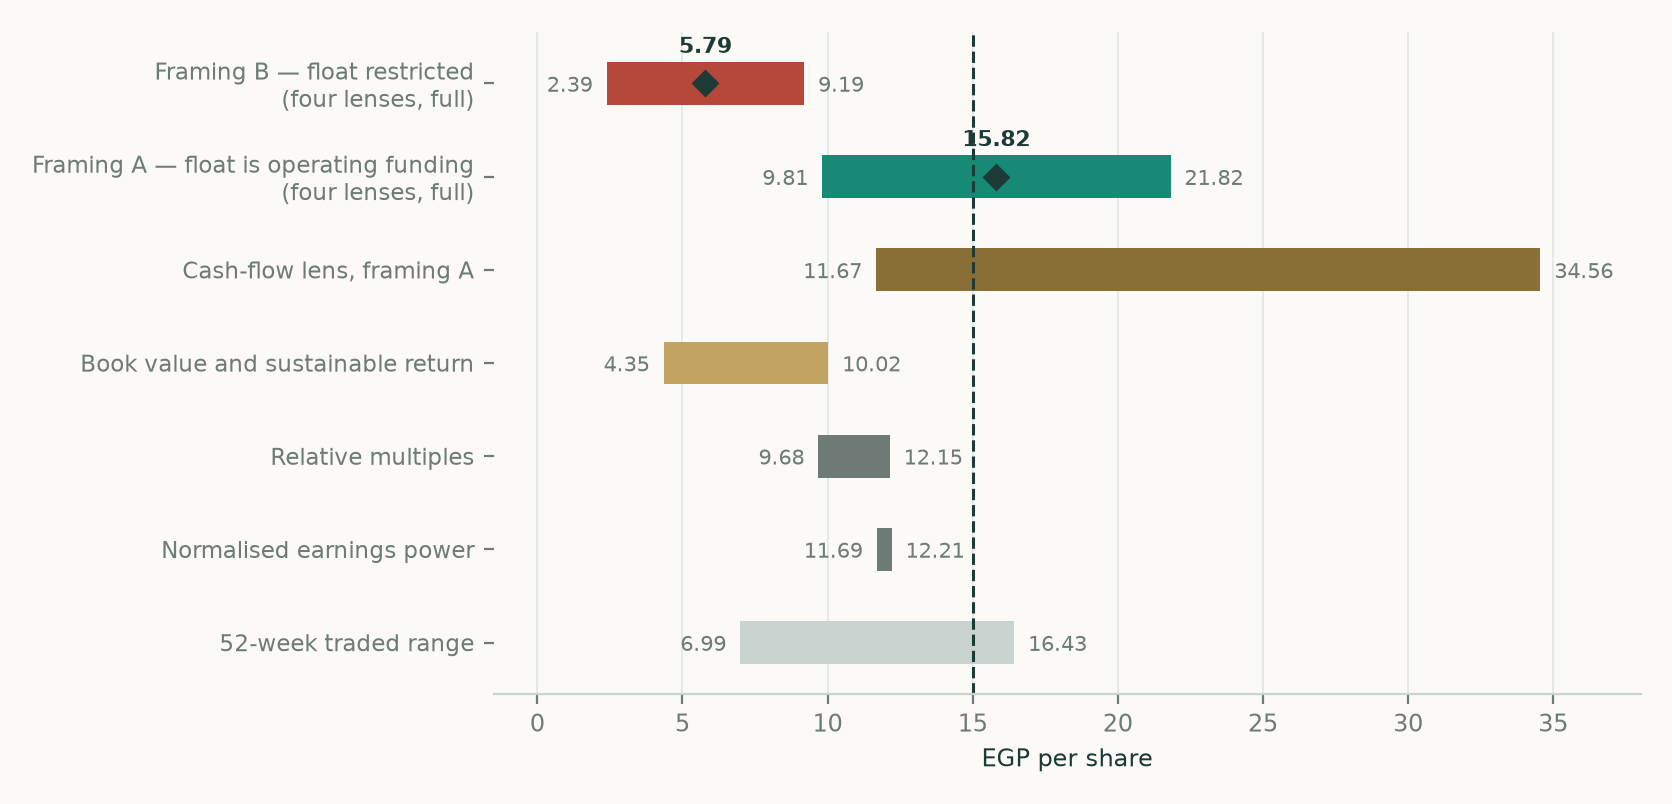 5.79
Framing B — float restricted
(four lenses, full)
2.39
9.19
15.82
Framing A — float is operating funding
(four lenses, full)
9.81
21.82
Cash-flow lens, framing A
11.67
34.56
Book value and sustainable return
4.35
10.02
Relative multiples
9.68
12.15
Normalised earnings power
11.69
12.21
52-week traded range
6.99
16.43
0
5
10
15
20
25
30
35
EGP per share